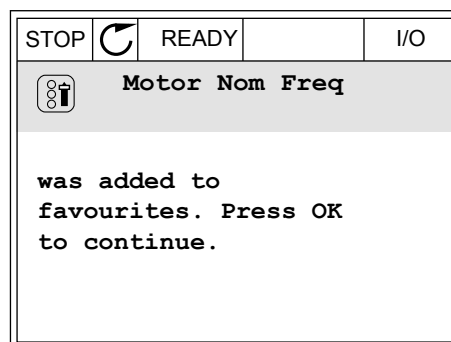 STOP READY I/O
Motor Nom Freq
was added to
favourites. Press OK
to continue.